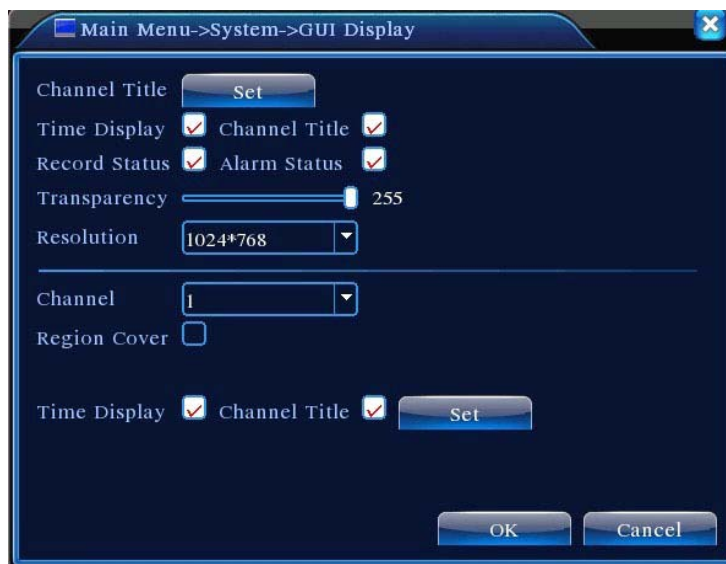 Main Menu->System->GUI Display
Channel Title Set
Time Display Channel Title
Record Status Alarm Status
Transparency 255
Resolution 1024*768
Channel 1
Region Cover
Time Display Channel Title Set
OK Cancel